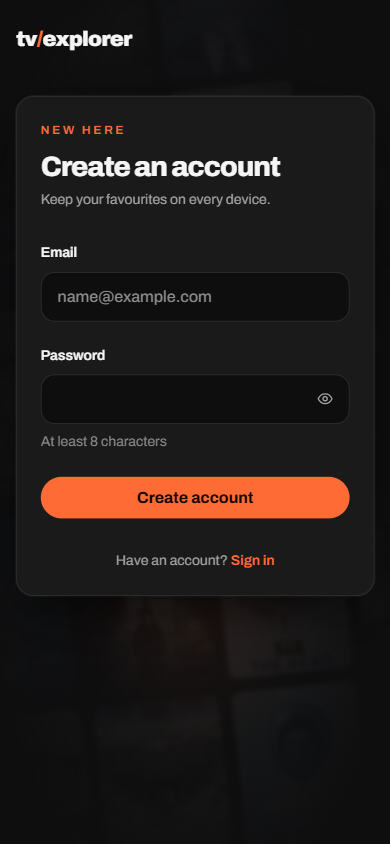 tv/explorer
NEW HERE
Create an account
Keep your favourites on every device.
Email
name@example.com
Password
At least 8 characters
Create account
Have an account? Sign in